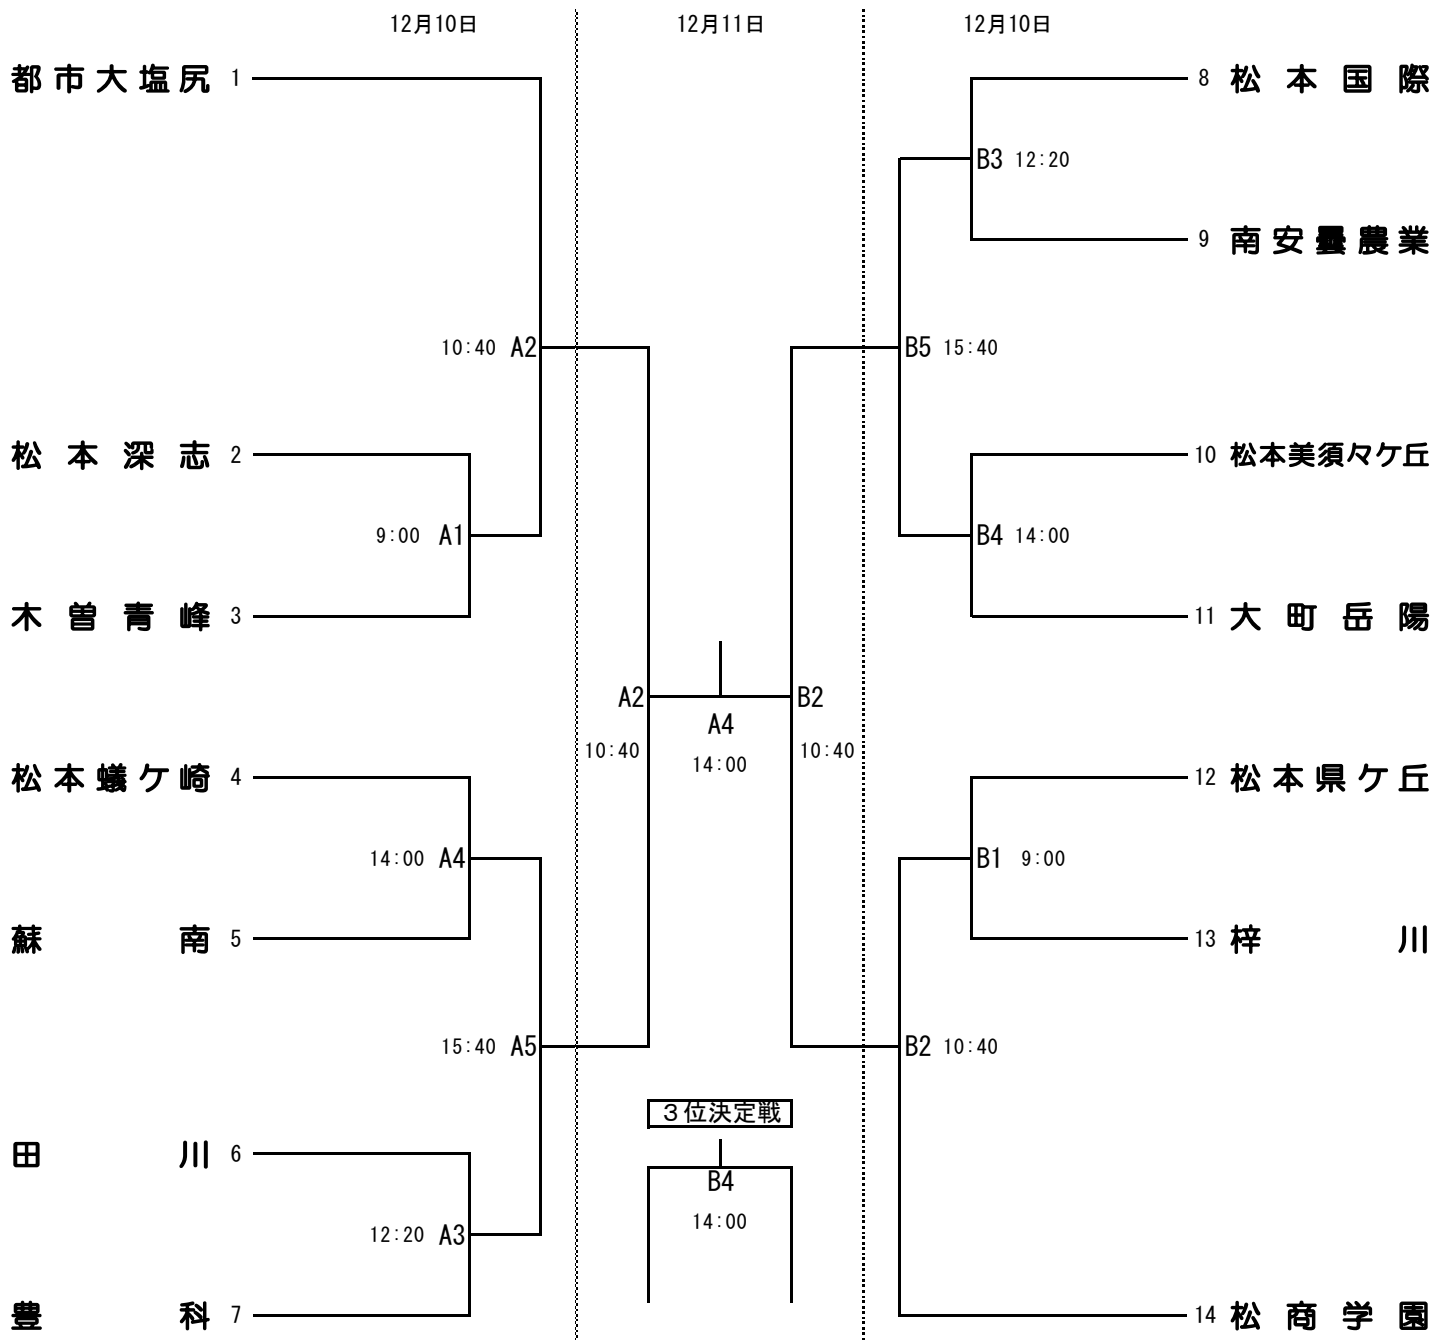 12月10日 12月11日 12月10日
都市大塩尻 1
8 松本国際
B3 12:20
9 南安曇農業
10:40 A2
B5 15:40
松本深志 2
10 松本美須々ケ丘
9:00 A1
B4 14:00
木曽青峰 3
11 大町岳陽
A2
B2
A4
10:40
10:40
14:00
松本蟻ケ崎 4
12 松本県ケ丘
14:00 A4
B1 9:00
蘇南 5
13 梓川
15:40 A5
B2 10:40
３位決定戦
田川 6
B4
14:00
12:20 A3
豊科 7
14 松商学園